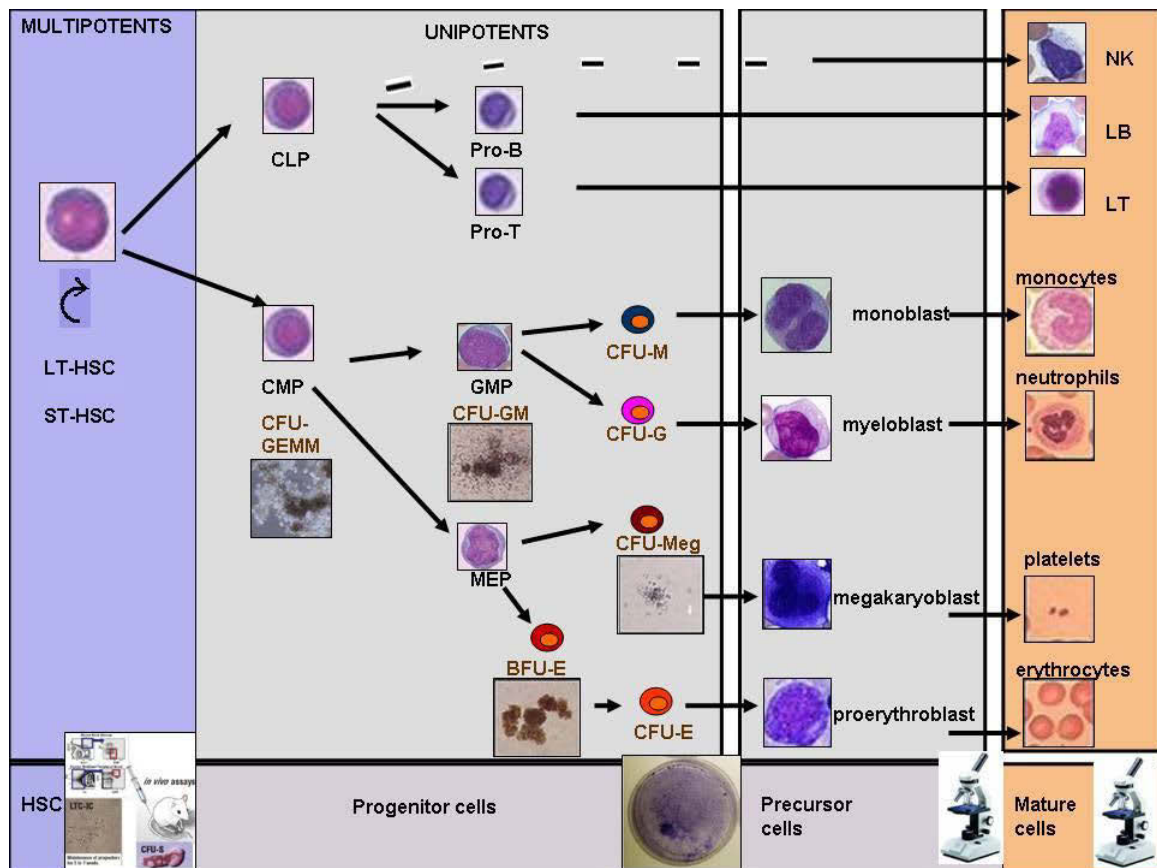 MULTIPOTENTS
UNIPOTENTS
NK
CLP
Pro-B
LB
Pro-T
LT
LT-HSC
ST-HSC
CMP
CFU-
GEMM
GMP
CFU-GM
CFU-M
monoblast
monocytes
CFU-G
myeloblast
neutrophils
MEP
CFU-Meg
megakaryoblast
platelets
BFU-E
CFU-E
proerythroblast
erythrocytes
HSC
in vivo assays
LTC-IC
CFU-S
Progenitor cells
Precursor
cells
Mature
cells